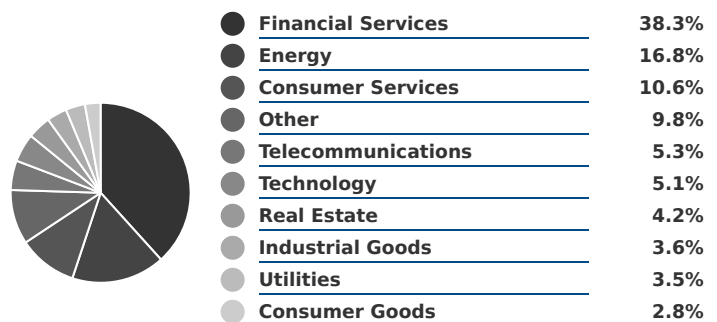 Financial Services 38.3%
Energy 16.8%
Consumer Services 10.6%
Other 9.8%
Telecommunications 5.3%
Technology 5.1%
Real Estate 4.2%
Industrial Goods 3.6%
Utilities 3.5%
Consumer Goods 2.8%